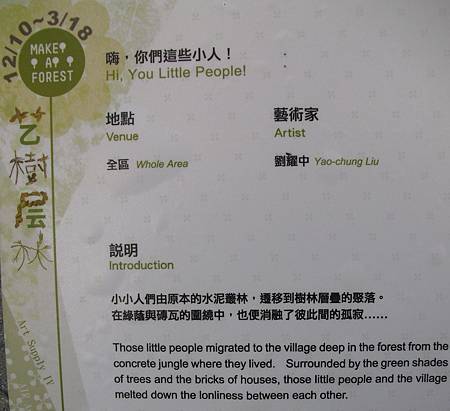 12/10~3/18
MAKE
A
FOREST
藝樹層林
Art Supply IV
嗨，你們這些小人！
Hi, You Little People!
地點
Venue
全區 Whole Area
藝術家
Artist
劉耀中 Yao-chung Liu
説明
Introduction
小小人們由原本的水泥叢林，遷移到樹林層疊的聚落。
在綠蔭與磚瓦的圍繞中，也便消融了彼此間的孤寂……
Those little people migrated to the village deep in the forest from the
concrete jungle where they lived. Surrounded by the green shades
of trees and the bricks of houses, those little people and the village
melted down the lonliness between each other.